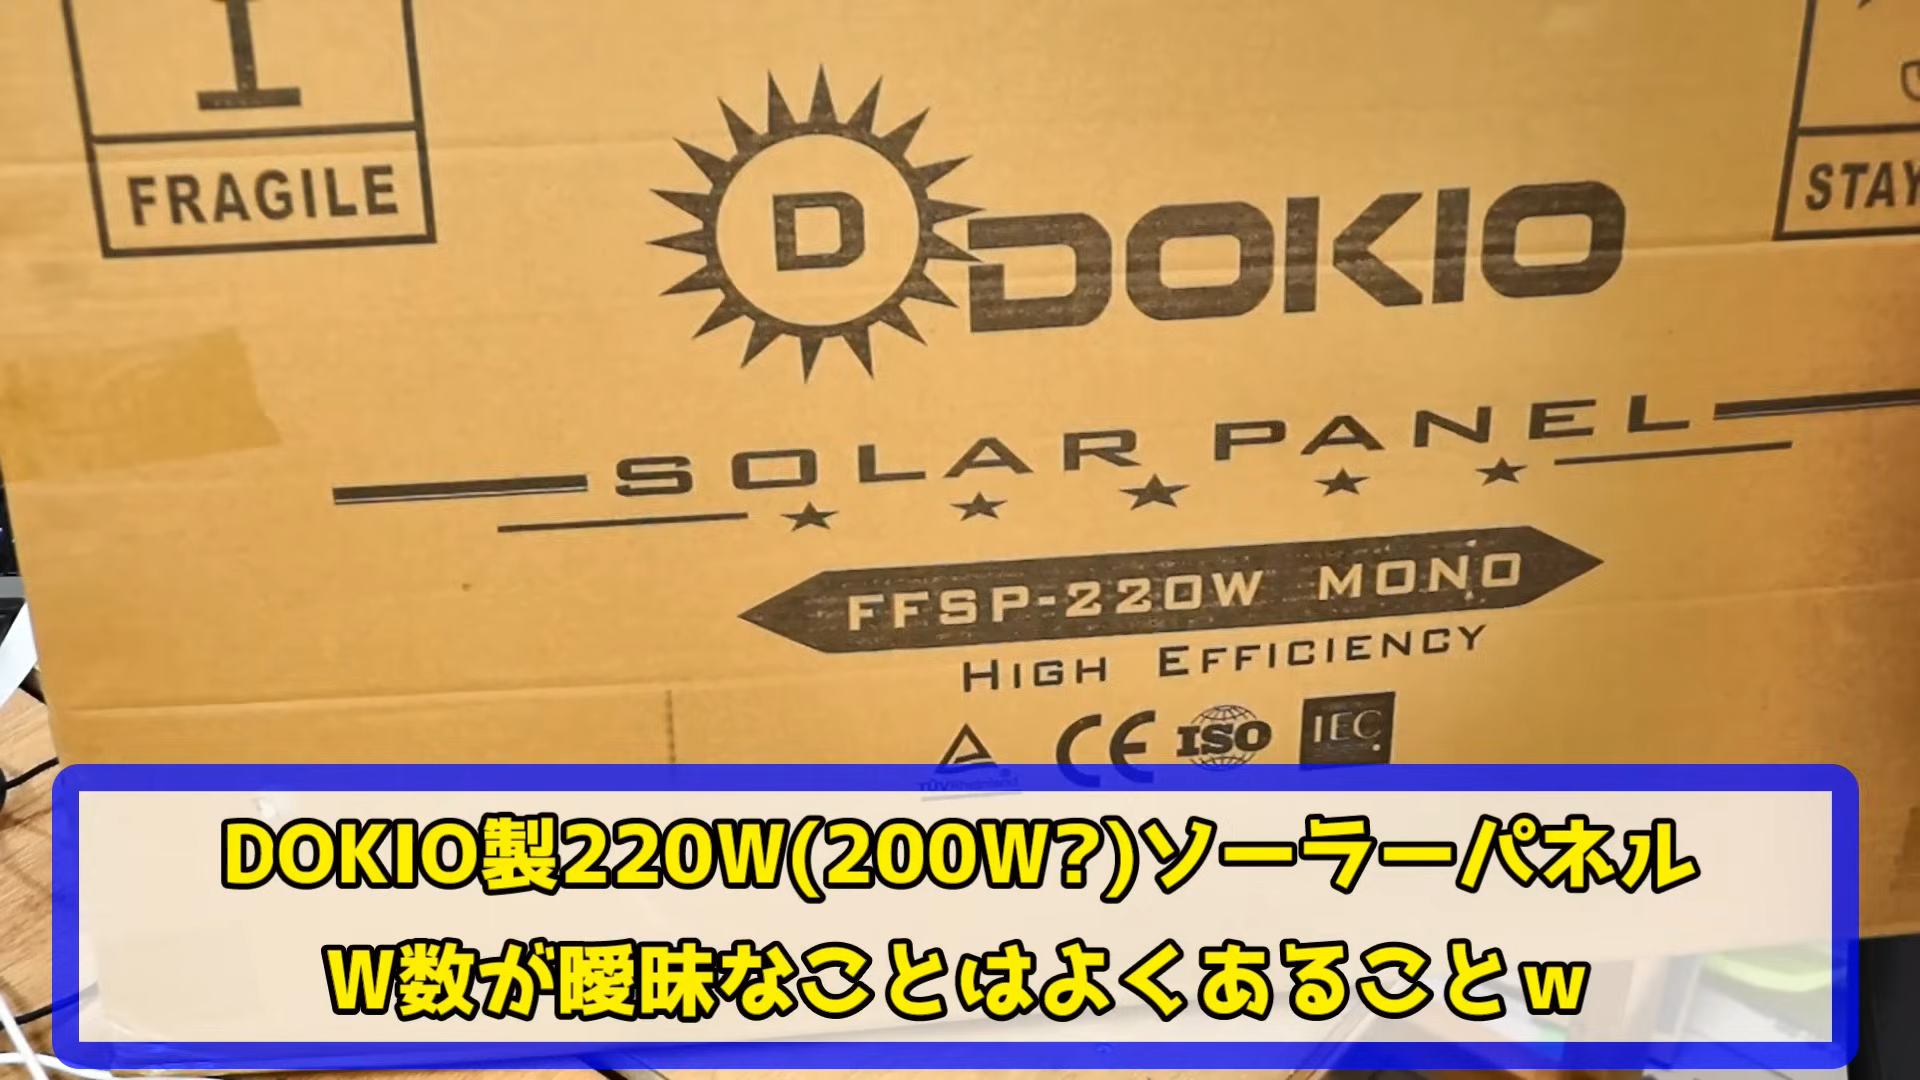 FRAGILE
STAY
D
DOKIO
SOLAR PANEL
FFSP-220W MONO
HIGH EFFICIENCY
TÜVRheinland
CE
ISO
IEC
DOKIO製220W(200W?)ソーラーパネル
W数が曖昧なことはよくあることw